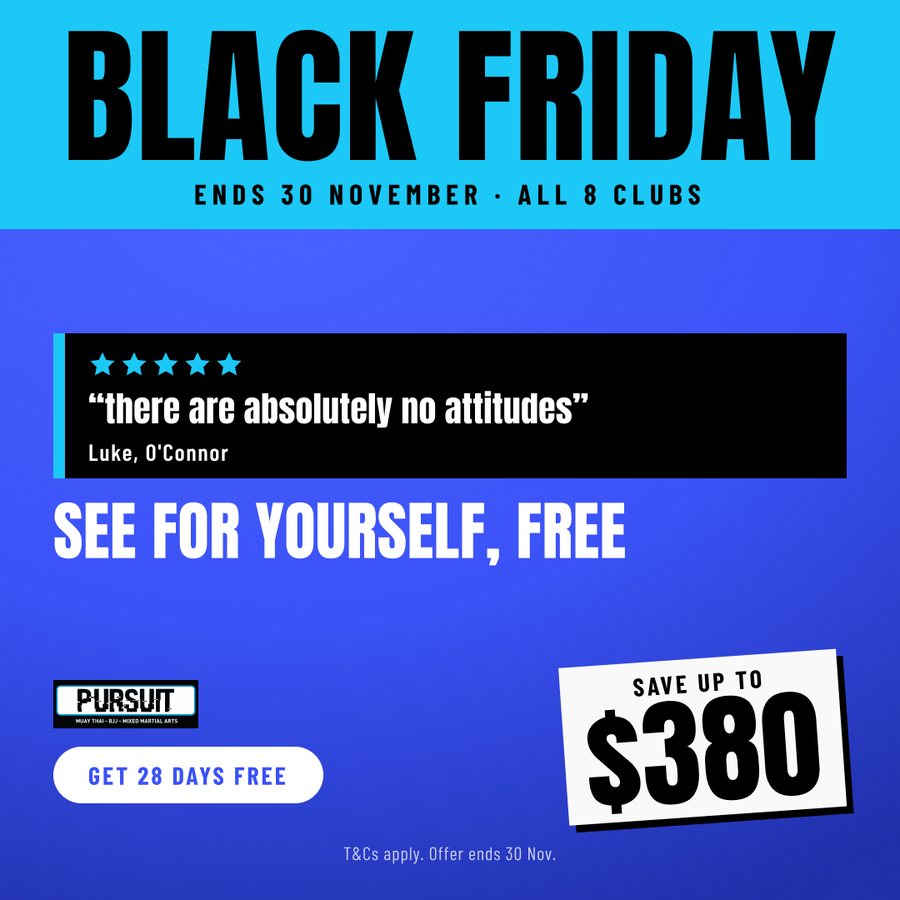 BLACK FRIDAY
ENDS 30 NOVEMBER · ALL 8 CLUBS
“there are absolutely no attitudes”
Luke, O'Connor
SEE FOR YOURSELF, FREE
PURSUIT
MUAY THAI - BJJ - MIXED MARTIAL ARTS
GET 28 DAYS FREE
SAVE UP TO
$380
T&Cs apply. Offer ends 30 Nov.